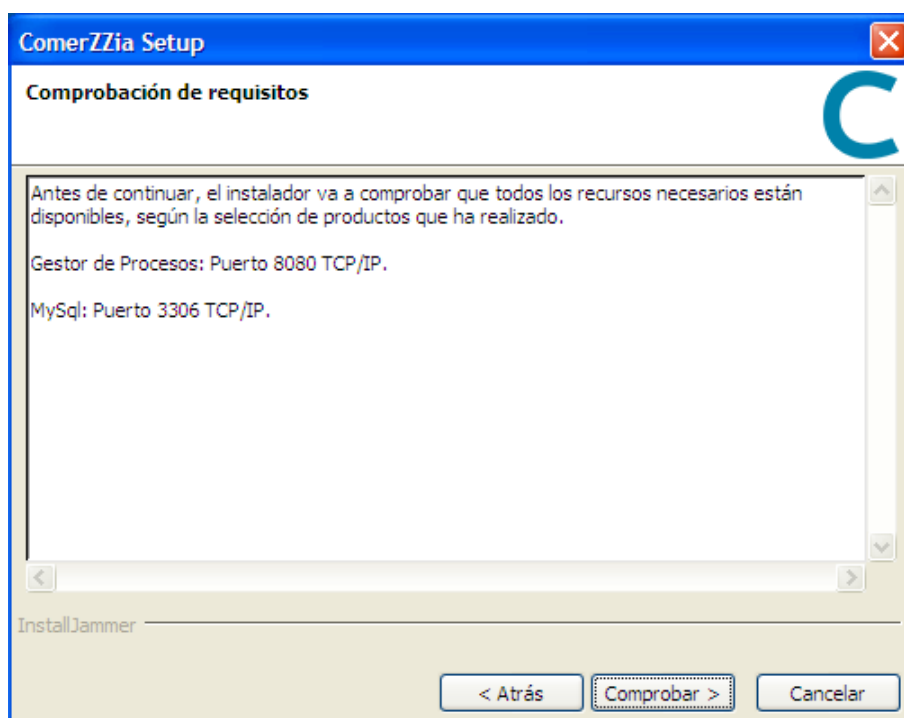 ComerZZia Setup
Comprobación de requisitos
Antes de continuar, el instalador va a comprobar que todos los recursos necesarios están
disponibles, según la selección de productos que ha realizado.
Gestor de Procesos: Puerto 8080 TCP/IP.
MySql: Puerto 3306 TCP/IP.
InstallJammer
< Atrás
Comprobar >
Cancelar